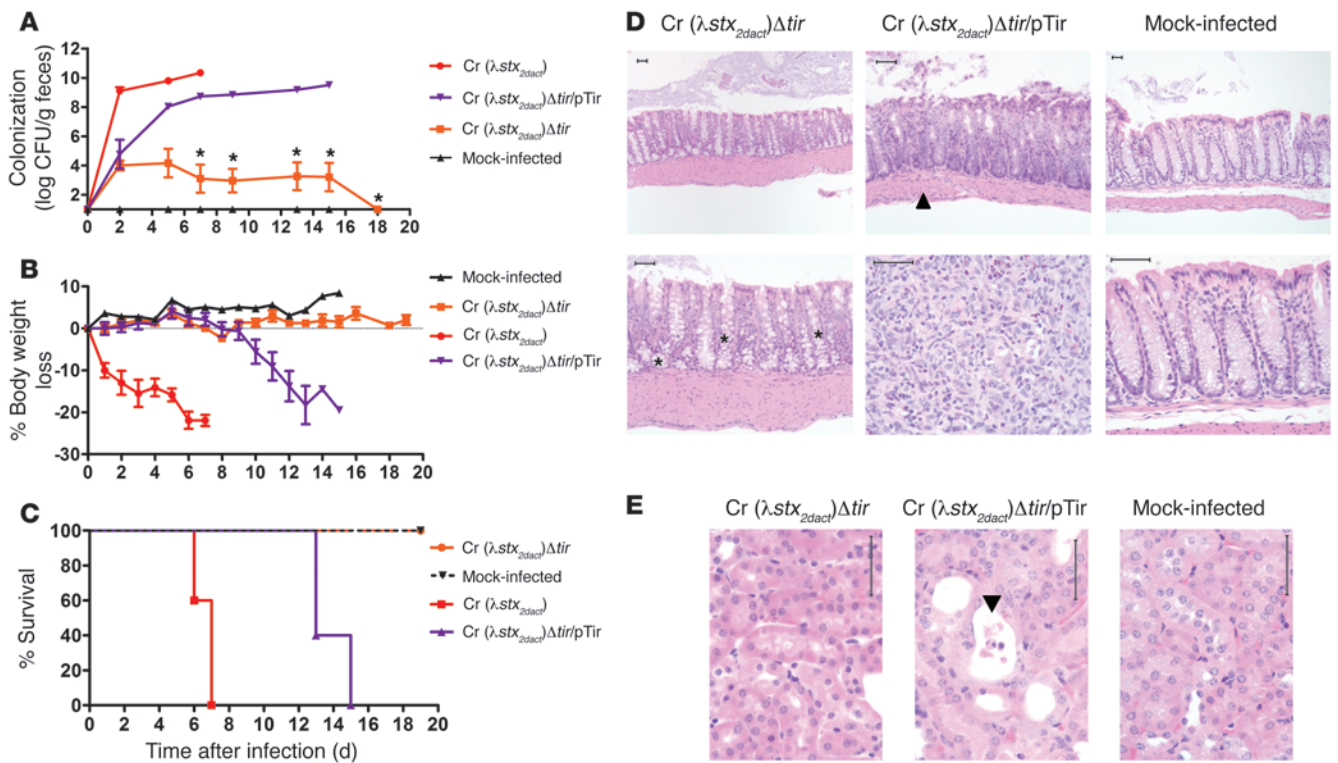 A
Colonization
(log CFU/g feces)
12
10
8
6
4
2
0 2 4 6 8 10 12 14 16 18 20
* * * * *
Cr (λstx2dact)
Cr (λstx2dact)Δtir/pTir
Cr (λstx2dact)Δtir
Mock-infected
B
% Body weight
loss
10
0
-10
-20
-30
0 2 4 6 8 10 12 14 16 18 20
Mock-infected
Cr (λstx2dact)Δtir
Cr (λstx2dact)
Cr (λstx2dact)Δtir/pTir
C
% Survival
100
80
60
40
20
0
0 2 4 6 8 10 12 14 16 18 20
Time after infection (d)
Cr (λstx2dact)Δtir
Mock-infected
Cr (λstx2dact)
Cr (λstx2dact)Δtir/pTir
D
Cr (λstx2dact)Δtir Cr (λstx2dact)Δtir/pTir Mock-infected
* * *
E
Cr (λstx2dact)Δtir Cr (λstx2dact)Δtir/pTir Mock-infected